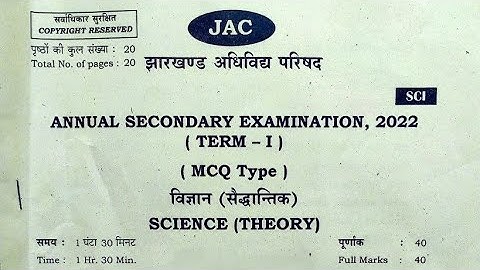 सर्वाधिकार सुरक्षित
COPYRIGHT RESERVED
पृष्ठों की कुल संख्या : 20
Total No. of pages : 20
JAC
झारखण्ड अधिविद्य परिषद
SCI
ANNUAL SECONDARY EXAMINATION, 2022
( TERM – I )
( MCQ Type )
विज्ञान (सैद्धान्तिक)
SCIENCE (THEORY)
समय : 1 घंटा 30 मिनट पूर्णांक : 40
Time : 1 Hr. 30 Min. Full Marks : 40